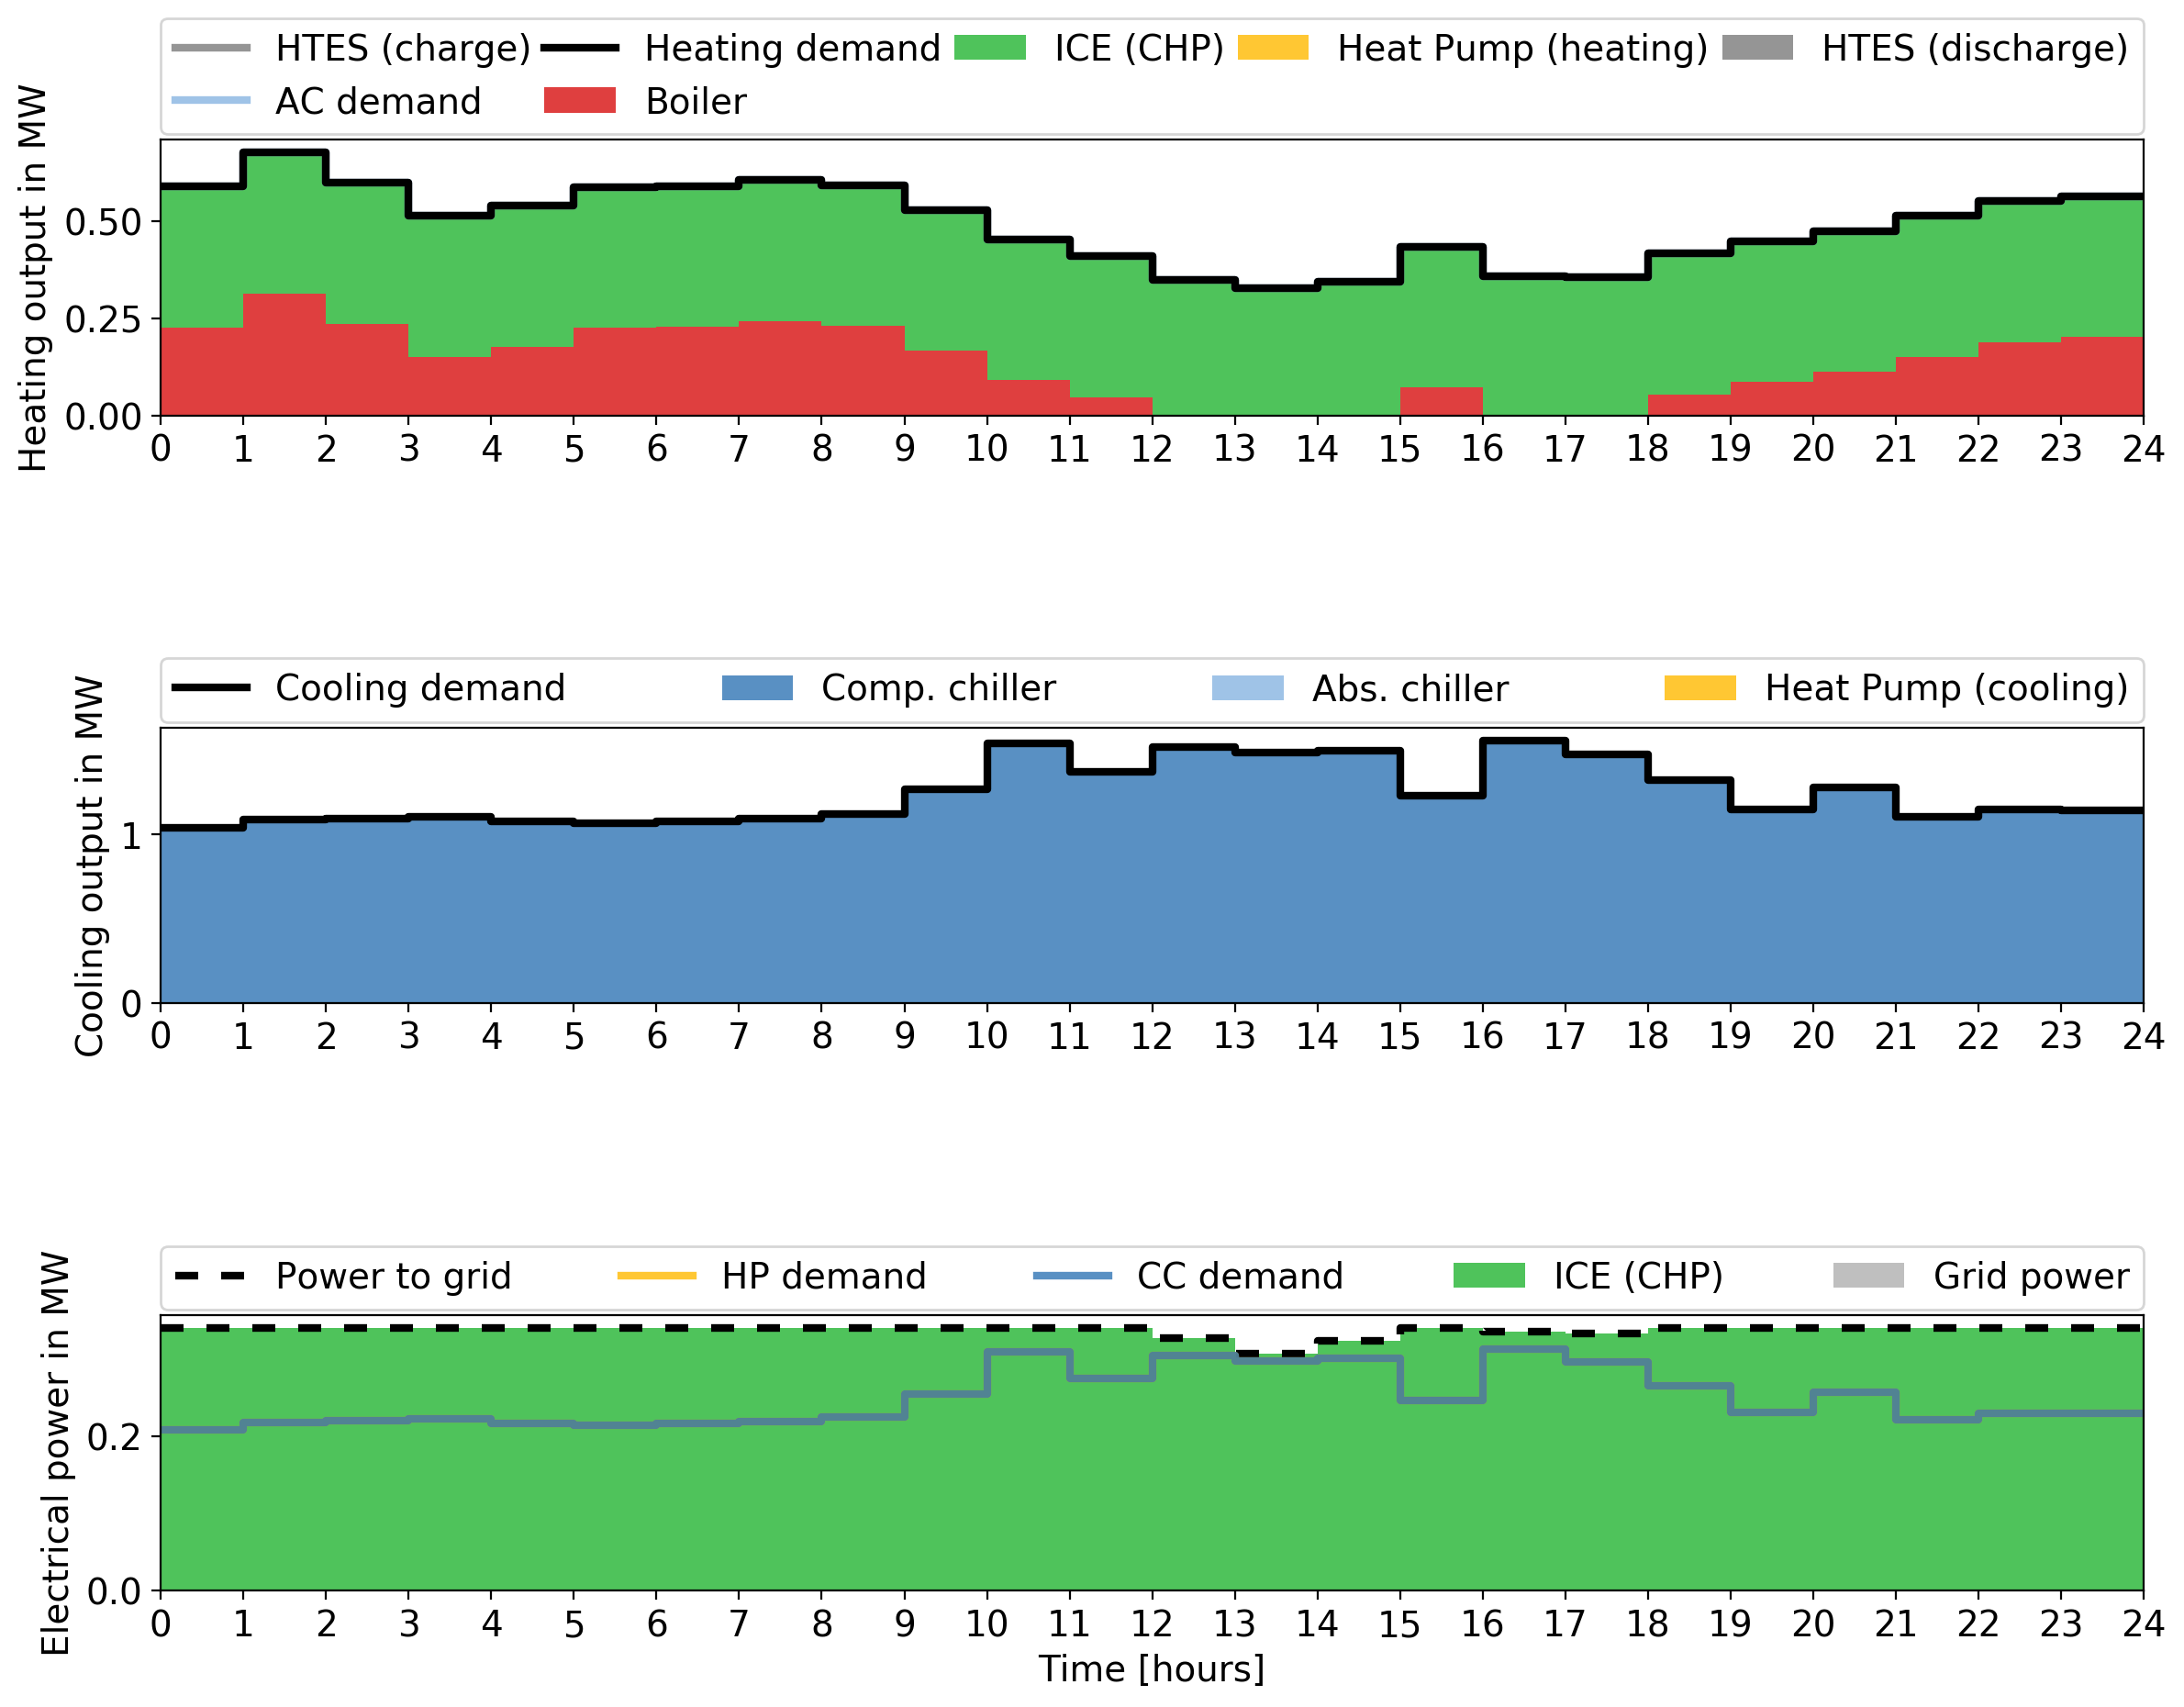 HTES (charge) Heating demand ICE (CHP) Heat Pump (heating) HTES (discharge)
AC demand Boiler
Heating output in MW
0.50
0.25
0.00
0 1 2 3 4 5 6 7 8 9 10 11 12 13 14 15 16 17 18 19 20 21 22 23 24
Cooling demand Comp. chiller Abs. chiller Heat Pump (cooling)
Cooling output in MW
1
0
0 1 2 3 4 5 6 7 8 9 10 11 12 13 14 15 16 17 18 19 20 21 22 23 24
Power to grid HP demand CC demand ICE (CHP) Grid power
Electrical power in MW
0.2
0.0
0 1 2 3 4 5 6 7 8 9 10 11 12 13 14 15 16 17 18 19 20 21 22 23 24
Time [hours]